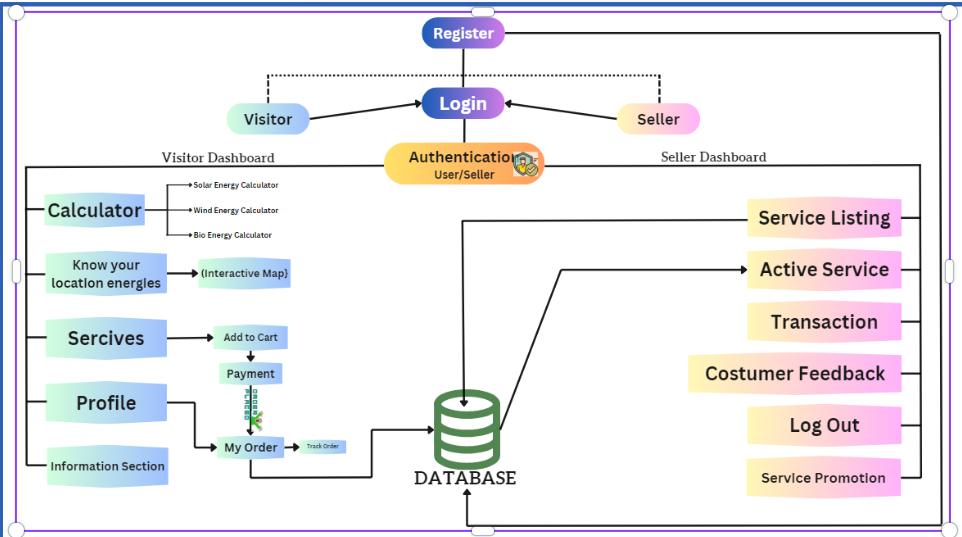 Register
Login
Visitor
Seller
Authentication
User/Seller
Visitor Dashboard
Seller Dashboard
Calculator
Solar Energy Calculator
Wind Energy Calculator
Bio Energy Calculator
Know your
location energies
(Interactive Map}
Sercives
Add to Cart
Payment
Profile
My Order
Track Order
Information Section
DATABASE
Service Listing
Active Service
Transaction
Costumer Feedback
Log Out
Service Promotion